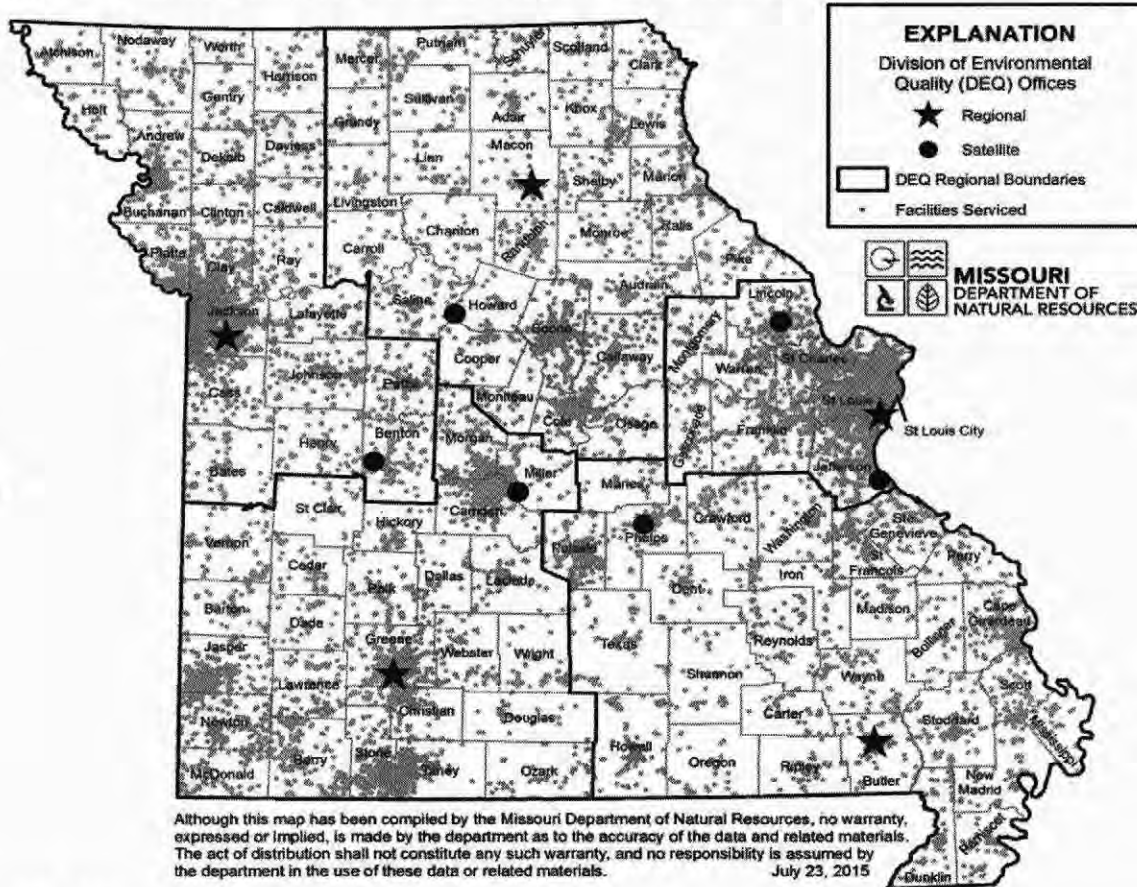 EXPLANATION
Division of Environmental
Quality (DEQ) Offices
Regional
Satellite
DEQ Regional Boundaries
Facilities Serviced
MISSOURI
DEPARTMENT OF
NATURAL RESOURCES
Atchison
Nodaway
Worth
Harrison
Mercer
Putnam
Schuyler
Scotland
Clark
Holt
Gentry
Sullivan
Adair
Knox
Lewis
Andrew
Dekalb
Daviess
Grundy
Linn
Macon
Shelby
Marion
Buchanan
Clinton
Caldwell
Livingston
Chariton
Randolph
Monroe
Ralls
Platte
Clay
Ray
Carroll
Pike
Jackson
Lafayette
Saline
Howard
Boone
Audrain
Callaway
Montgomery
Lincoln
Warren
St Charles
Cass
Johnson
Pettis
Cooper
Moniteau
Cole
Osage
Gasconade
Franklin
St Louis
St Louis City
Jefferson
Bates
Henry
Benton
Morgan
Miller
Camden
Maries
St Clair
Hickory
Pulaski
Phelps
Crawford
Washington
Ste
Genevieve
St
Francois
Perry
Vernon
Cedar
Polk
Dallas
Laclede
Dent
Iron
Madison
Bollinger
Cape
Girardeau
Barton
Dade
Greene
Webster
Wright
Texas
Reynolds
Wayne
Scott
Jasper
Lawrence
Christian
Douglas
Shannon
Carter
Stoddard
Mississippi
Newton
McDonald
Barry
Stone
Taney
Ozark
Howell
Oregon
Ripley
Butler
New
Madrid
Pemiscot
Dunklin
Although this map has been compiled by the Missouri Department of Natural Resources, no warranty,
expressed or implied, is made by the department as to the accuracy of the data and related materials.
The act of distribution shall not constitute any such warranty, and no responsibility is assumed by
the department in the use of these data or related materials. July 23, 2015